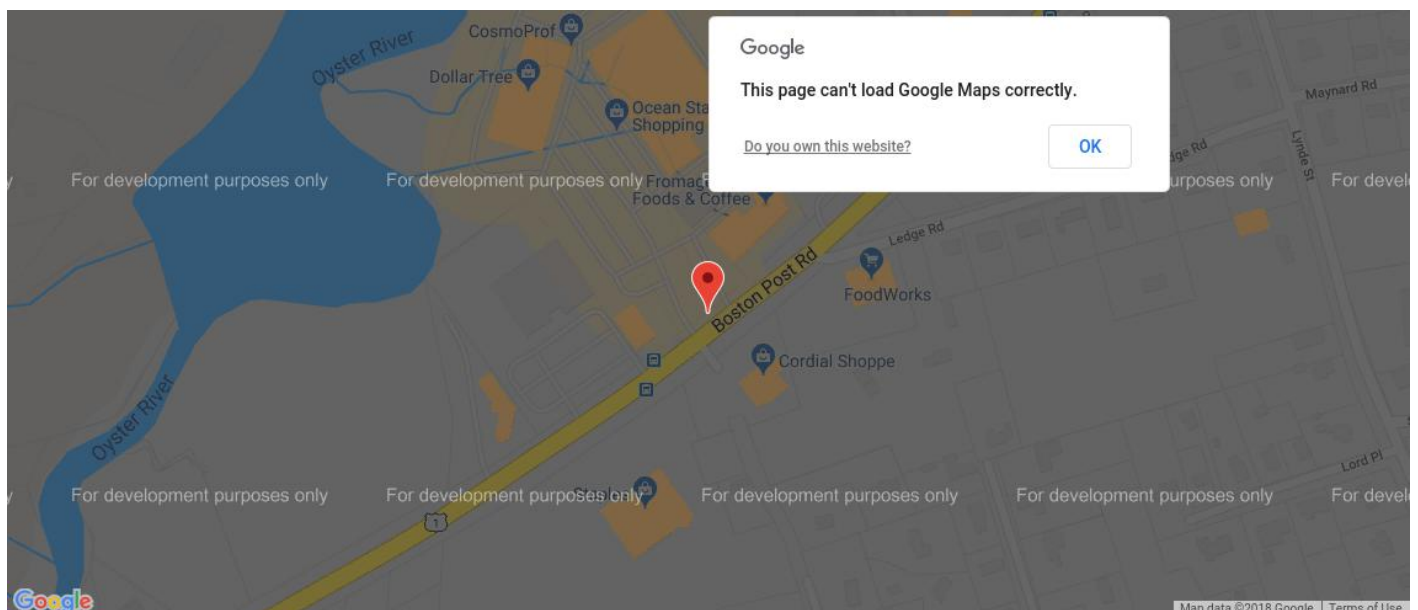 CosmoProf
Oyster River
Dollar Tree
Ocean Sta
Shopping
Google
This page can't load Google Maps correctly.
Do you own this website?
OK
Maynard Rd
Lynde St
dge Rd
For development purposes only
For development purposes only
urposes only
For devel
Fromag
Foods & Coffee
Ledge Rd
Boston Post Rd
FoodWorks
Cordial Shoppe
Oyster River
Lord Pl
For development purposes only
For development purposes only
Staples
For development purposes only
For development purposes only
For devel
1
Google
Map data ©2018 Google
Terms of Use